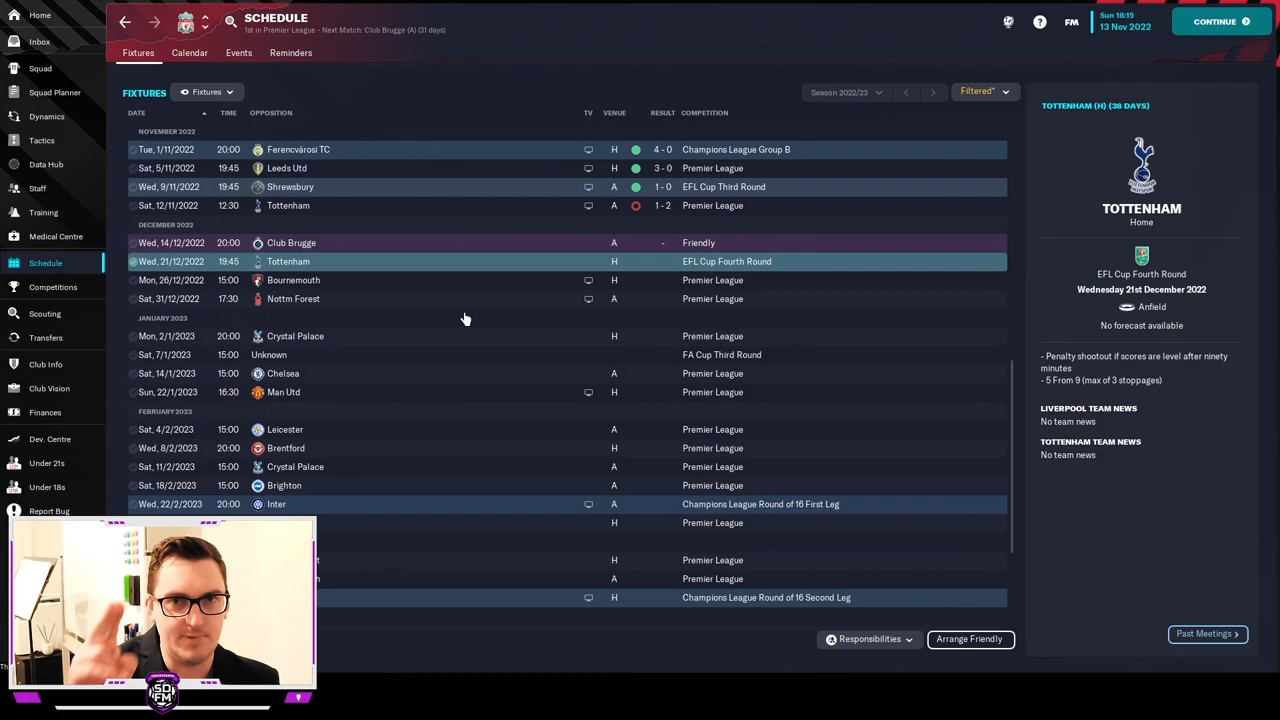 Home
Inbox
Squad
Squad Planner
Dynamics
Tactics
Data Hub
Staff
Training
Medical Centre
Schedule
Competitions
Scouting
Transfers
Club Info
Club Vision
Finances
Dev. Centre
Under 21s
Under 18s
Report Bug
SCHEDULE
1st in Premier League - Next Match: Club Brugge (A) (31 days)
FM
Sun 18:15
13 Nov 2022
CONTINUE
Fixtures Calendar Events Reminders
FIXTURES Fixtures Season 2022/23 Filtered*
DATE TIME OPPOSITION TV VENUE RESULT COMPETITION
NOVEMBER 2022
Tue, 1/11/2022 20:00 Ferencvárosi TC H 4 - 0 Champions League Group B
Sat, 5/11/2022 19:45 Leeds Utd H 3 - 0 Premier League
Wed, 9/11/2022 19:45 Shrewsbury A 1 - 0 EFL Cup Third Round
Sat, 12/11/2022 12:30 Tottenham A 1 - 2 Premier League
DECEMBER 2022
Wed, 14/12/2022 20:00 Club Brugge A - Friendly
Wed, 21/12/2022 19:45 Tottenham H EFL Cup Fourth Round
Mon, 26/12/2022 15:00 Bournemouth H Premier League
Sat, 31/12/2022 17:30 Nottm Forest A Premier League
JANUARY 2023
Mon, 2/1/2023 20:00 Crystal Palace H Premier League
Sat, 7/1/2023 15:00 Unknown FA Cup Third Round
Sat, 14/1/2023 15:00 Chelsea A Premier League
Sun, 22/1/2023 16:30 Man Utd H Premier League
FEBRUARY 2023
Sat, 4/2/2023 15:00 Leicester A Premier League
Wed, 8/2/2023 20:00 Brentford H Premier League
Sat, 11/2/2023 15:00 Crystal Palace A Premier League
Sat, 18/2/2023 15:00 Brighton A Premier League
Wed, 22/2/2023 20:00 Inter A Champions League Round of 16 First Leg
H Premier League
H Premier League
A Premier League
H Champions League Round of 16 Second Leg
Responsibilities Arrange Friendly
TOTTENHAM (H) (38 DAYS)
TOTTENHAM
Home
EFL Cup Fourth Round
Wednesday 21st December 2022
Anfield
No forecast available
- Penalty shootout if scores are level after ninety
minutes
- 5 From 9 (max of 3 stoppages)
LIVERPOOL TEAM NEWS
No team news
TOTTENHAM TEAM NEWS
No team news
Past Meetings
SD
FM